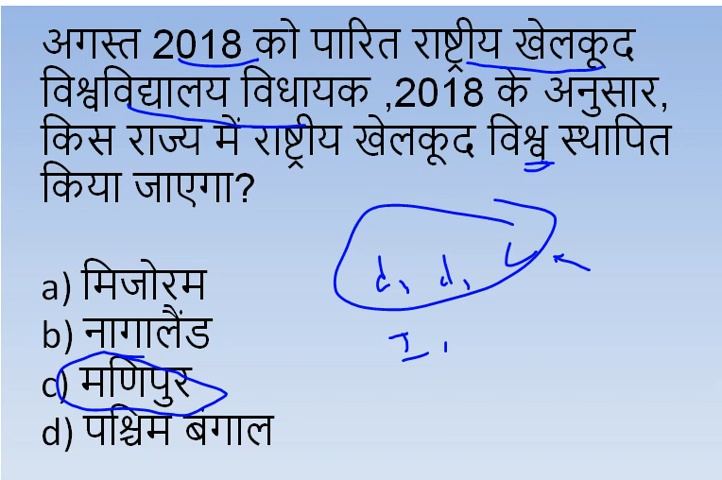 अगस्त 2018 को पारित राष्ट्रीय खेलकूद
विश्वविद्यालय विधायक ,2018 के अनुसार,
किस राज्य में राष्ट्रीय खेलकूद विश्व स्थापित
किया जाएगा?
a) मिजोरम
b) नागालैंड
c) मणिपुर
d) पश्चिम बंगाल